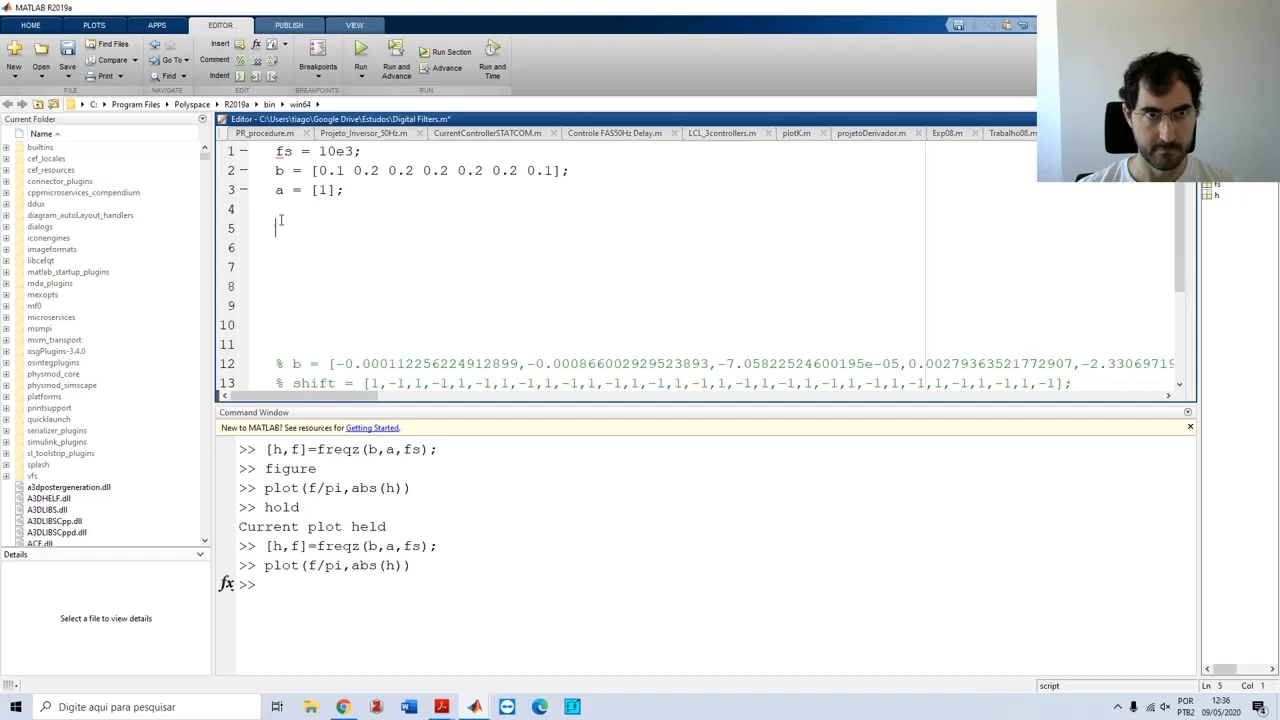 MATLAB R2019a
HOME PLOTS APPS EDITOR PUBLISH VIEW
New Open Save Find Files Compare Print
Go To Find
Insert Comment Indent
Breakpoints
Run Run and Advance Run Section Advance Run and Time
FILE NAVIGATE EDIT BREAKPOINTS RUN
C: Program Files Polyspace R2019a bin win64
Current Folder
Name
builtins
cef_locales
cef_resources
connector_plugins
cppmicroservices_compendium
ddux
diagram_autoLayout_handlers
dialogs
iconengines
imageformats
libcefqt
matlab_startup_plugins
mda_plugins
mexopts
mf0
microservices
msmpi
mvm_transport
osgPlugins-3.4.0
osintegplugins
physmod_core
physmod_simscape
platforms
printsupport
quicklaunch
serializer_plugins
simulink_plugins
sl_toolstrip_plugins
splash
vfs
a3dpostergeneration.dll
A3DHELF.dll
A3DLIBS.dll
A3DLIBSCpp.dll
A3DLIBSCppd.dll
ACE.dll
Details
Select a file to view details
Editor - C:\Users\tiago\Google Drive\Estudos\Digital Filters.m*
PR_procedure.m Projeto_Inversor_50Hz.m CurrentControllerSTATCOM.m Controle FAS50Hz Delay.m LCL_3controllers.m plotK.m projetoDerivador.m Exp08.m Trabalho08.m
1 fs = 10e3;
2 b = [0.1 0.2 0.2 0.2 0.2 0.2 0.1];
3 a = [1];
4
5
6
7
8
9
10
11
12 % b = [-0.000112256224912899,-0.000866002929523893,-7.05822524600195e-05,0.00279363521772907,-2.33069719
13 % shift = [1,-1,1,-1,1,-1,1,-1,1,-1,1,-1,1,-1,1,-1,1,-1,1,-1,1,-1,1,-1,1,-1,1,-1,1,-1];
Command Window
New to MATLAB? See resources for Getting Started.
>> [h,f]=freqz(b,a,fs);
>> figure
>> plot(f/pi,abs(h))
>> hold
Current plot held
>> [h,f]=freqz(b,a,fs);
>> plot(f/pi,abs(h))
fx >>
fs
h
script Ln 5 Col 1
Digite aqui para pesquisar
POR
PTB2
12:36
09/05/2020
4